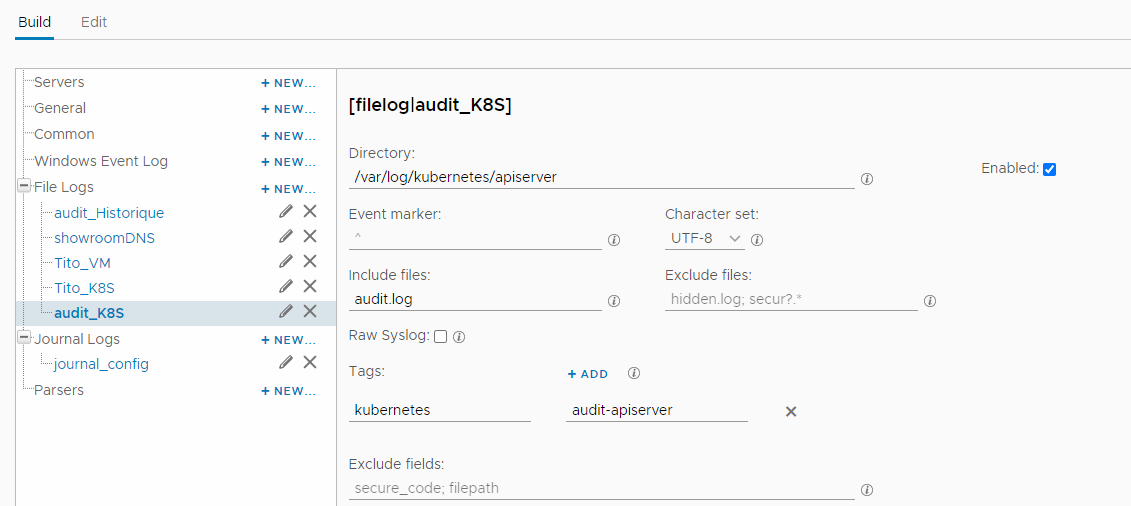 Build Edit
Servers + NEW...
General + NEW...
Common + NEW...
Windows Event Log + NEW...
File Logs + NEW...
audit_Historique
showroomDNS
Tito_VM
Tito_K8S
audit_K8S
Journal Logs + NEW...
journal_config
Parsers + NEW...
[filelog|audit_K8S]
Directory:
/var/log/kubernetes/apiserver
Enabled:
Event marker: Character set:
^ UTF-8
Include files: Exclude files:
audit.log hidden.log; secur?.*
Raw Syslog:
Tags: + ADD
kubernetes audit-apiserver
Exclude fields:
secure_code; filepath